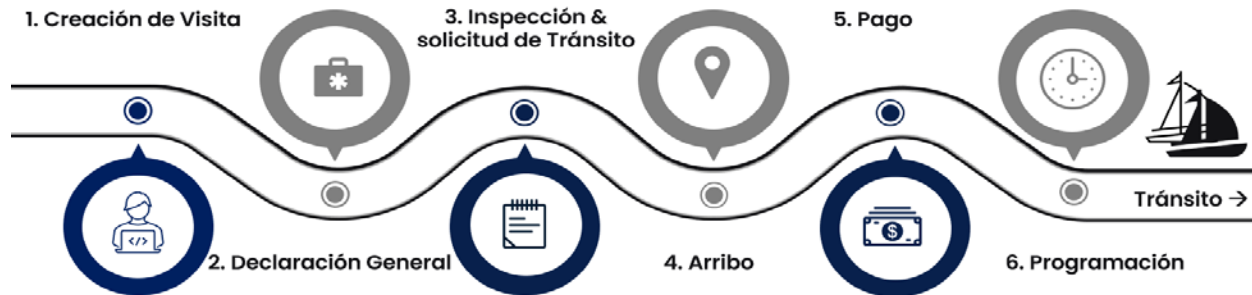 1. Creación de Visita
2. Declaración General
3. Inspección &
solicitud de Tránsito
4. Arribo
5. Pago
6. Programación
Tránsito →